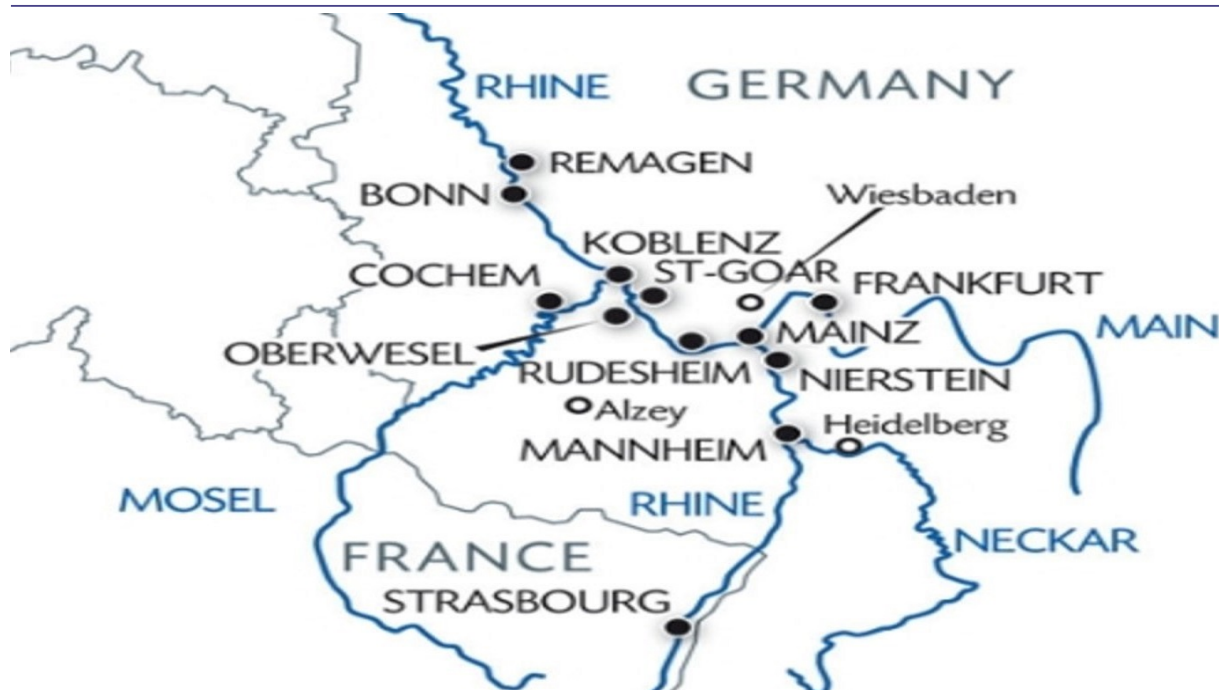 RHINE
GERMANY
REMAGEN
BONN
Wiesbaden
KOBLENZ
ST-GOAR
COCHEM
FRANKFURT
MAIN
MAINZ
OBERWESEL
RUDESHEIM
NIERSTEIN
Alzey
Heidelberg
MANNHEIM
MOSEL
RHINE
NECKAR
FRANCE
STRASBOURG